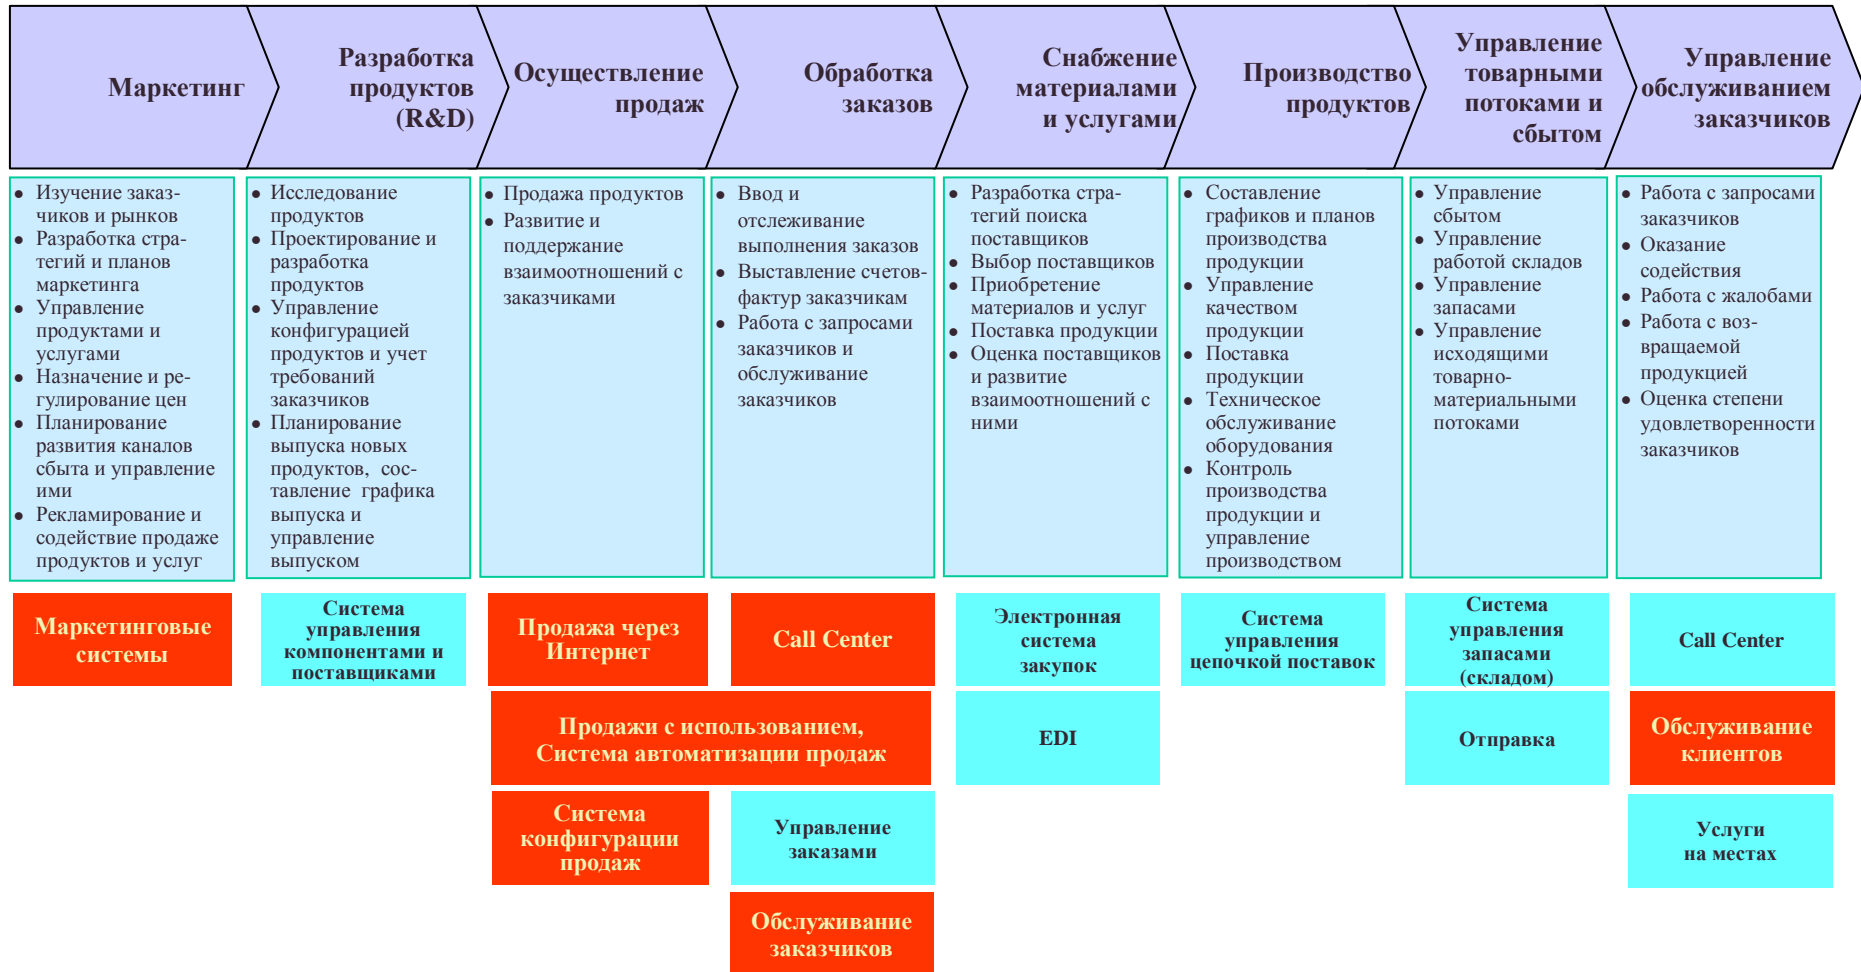 Маркетинг
Разработка
продуктов
(R&D)
Осуществление
продаж
Обработка
заказов
Снабжение
материалами
и услугами
Производство
продуктов
Управление
товарными
потоками и
сбытом
Управление
обслуживанием
заказчиков
● Изучение заказ-
чиков и рынков
● Разработка стра-
тегий и планов
маркетинга
● Управление
продуктами и
услугами
● Назначение и ре-
гулирование цен
● Планирование
развития каналов
сбыта и управление
ими
● Рекламирование и
содействие продаже
продуктов и услуг
● Исследование
продуктов
● Проектирование и
разработка
продуктов
● Управление
конфигурацией
продуктов и учет
требований
заказчиков
● Планирование
выпуска новых
продуктов, сос-
тавление графика
выпуска и
управление
выпуском
● Продажа продуктов
● Развитие и
поддержание
взаимоотношений с
заказчиками
● Ввод и
отслеживание
выполнения заказов
● Выставление счетов-
фактур заказчикам
● Работа с запросами
заказчиков и
обслуживание
заказчиков
● Разработка стра-
тегий поиска
поставщиков
● Выбор поставщиков
● Приобретение
материалов и услуг
● Поставка продукции
● Оценка поставщиков
и развитие
взаимоотношений с
ними
● Составление
графиков и планов
производства
продукции
● Управление
качеством
продукции
● Поставка
продукции
● Техническое
обслуживание
оборудования
● Контроль
производства
продукции и
управление
производством
● Управление
сбытом
● Управление
работой складов
● Управление
запасами
● Управление
исходящими
товарно-
материальными
потоками
● Работа с запросами
заказчиков
● Оказание
содействия
● Работа с жалобами
● Работа с воз-
вращаемой
продукцией
● Оценка степени
удовлетворенности
заказчиков
Маркетинговые
системы
Система
управления
компонентами и
поставщиками
Продажа через
Интернет
Call Center
Электронная
система
закупок
Система
управления
цепочкой поставок
Система
управления
запасами
(складом)
Call Center
Продажи с использованием,
Система автоматизации продаж
EDI
Отправка
Обслуживание
клиентов
Система
конфигурации
продаж
Управление
заказами
Услуги
на местах
Обслуживание
заказчиков